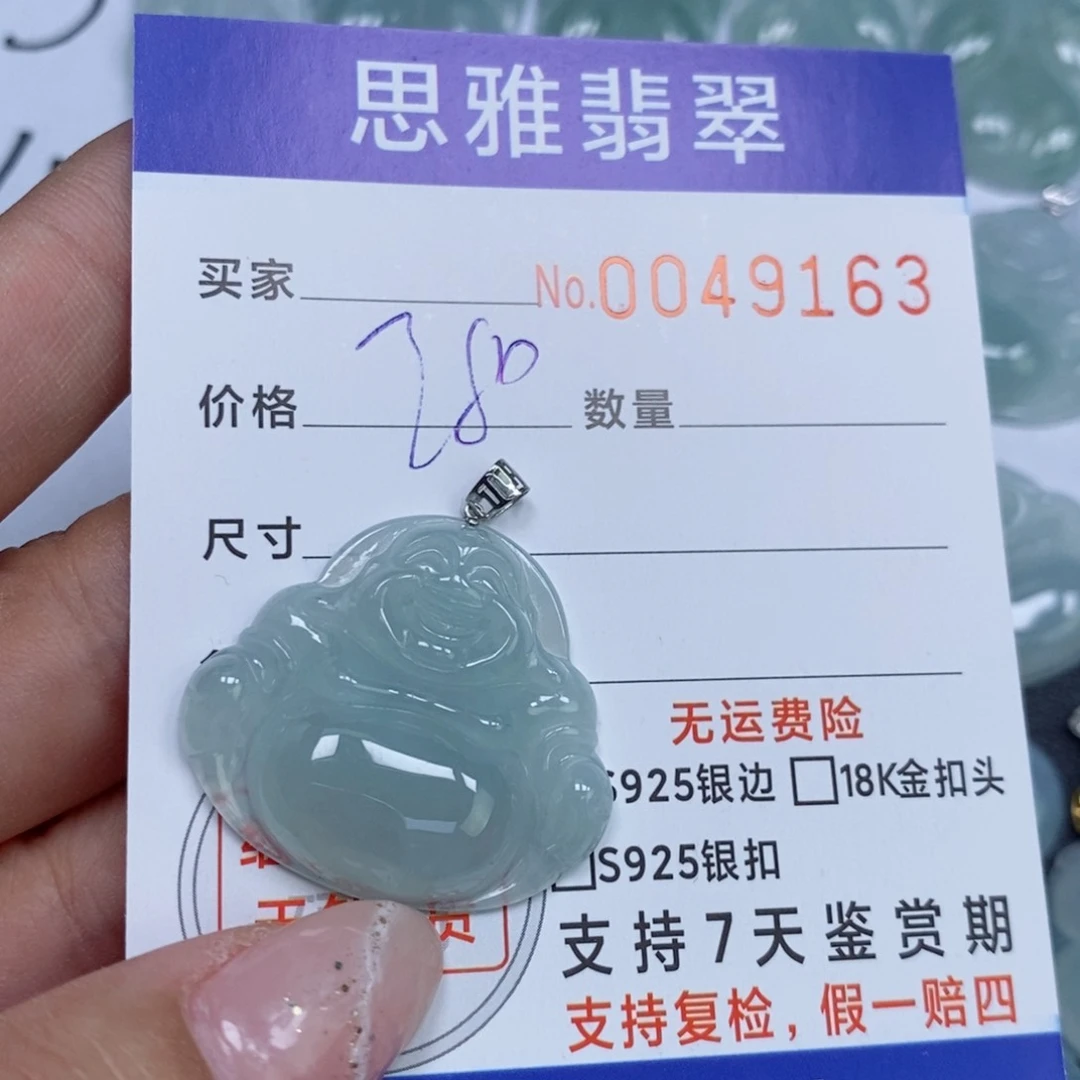 思雅翡翠
买家 No.0049163
价格 280 数量
尺寸
无运费险
S925银边 □18K金扣头
□S925银扣
支持7天鉴赏期
支持复检，假一赔四